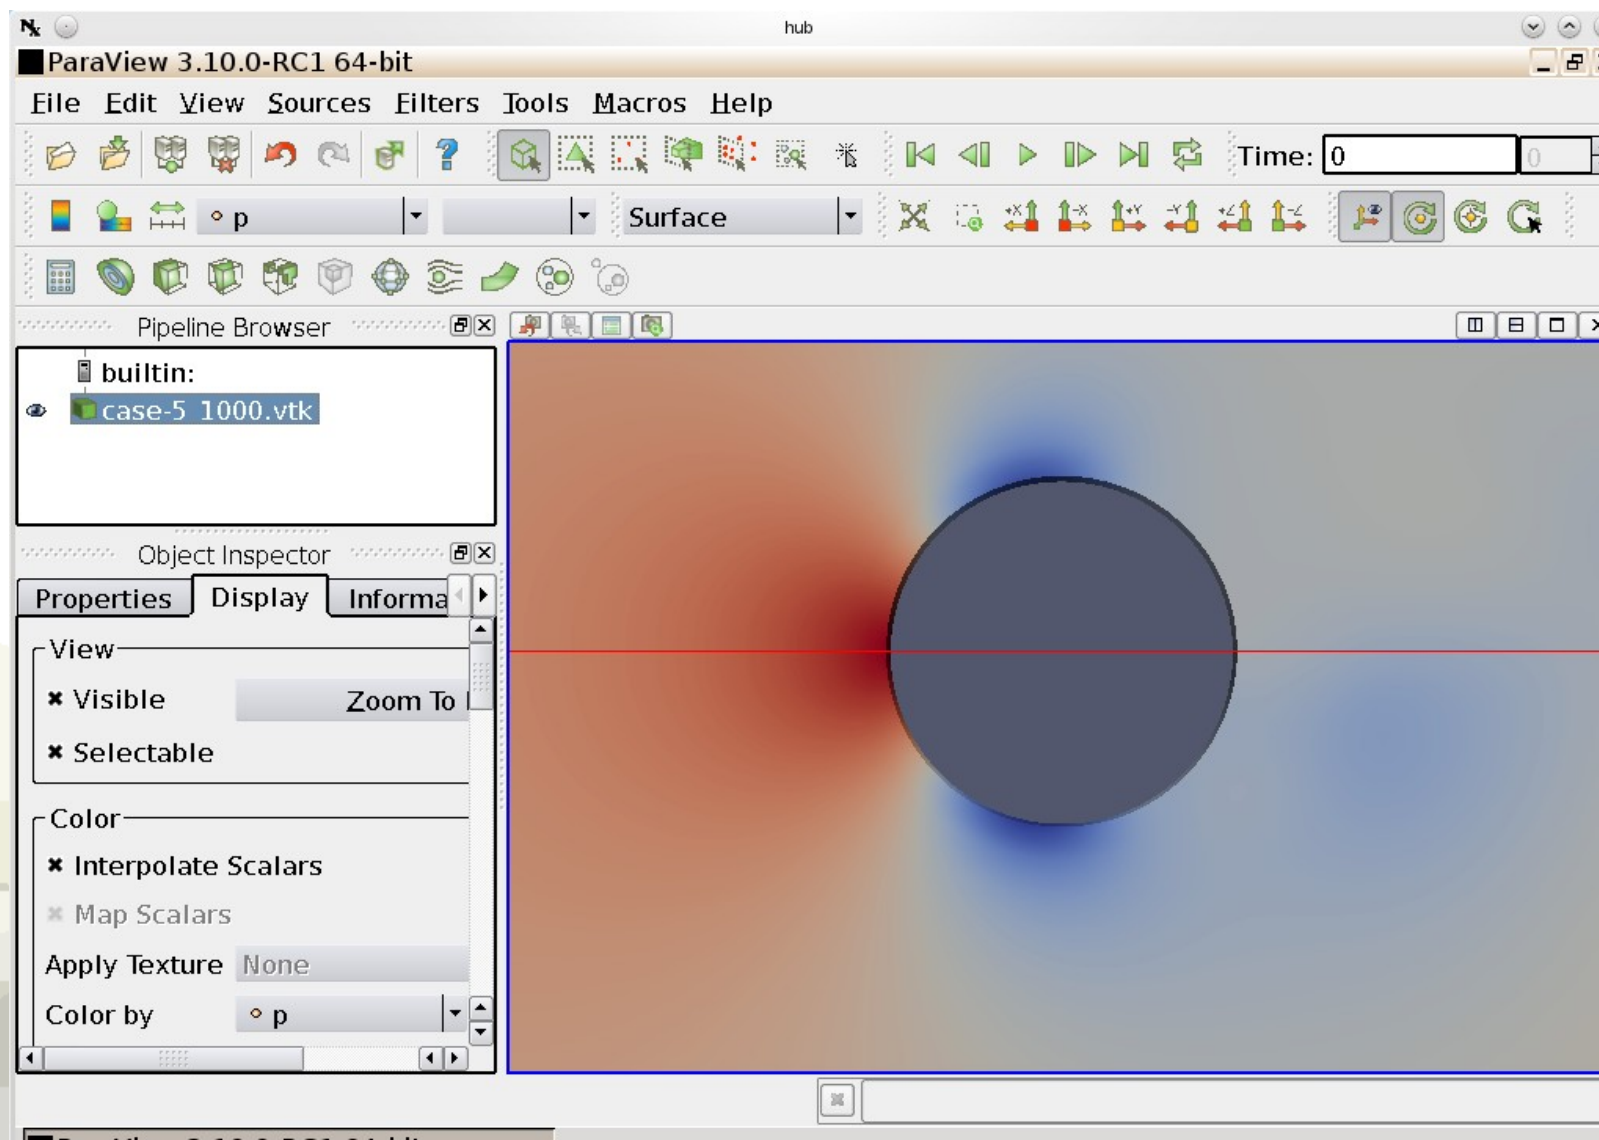 hub
ParaView 3.10.0-RC1 64-bit
File Edit View Sources Filters Tools Macros Help
Time: 0 0
p Surface
+X -X +Y -Y +Z -Z
Pipeline Browser
builtin:
case-5_1000.vtk
Object Inspector
Properties Display Informa
View
Visible Zoom To
Selectable
Color
Interpolate Scalars
Map Scalars
Apply Texture None
Color by p